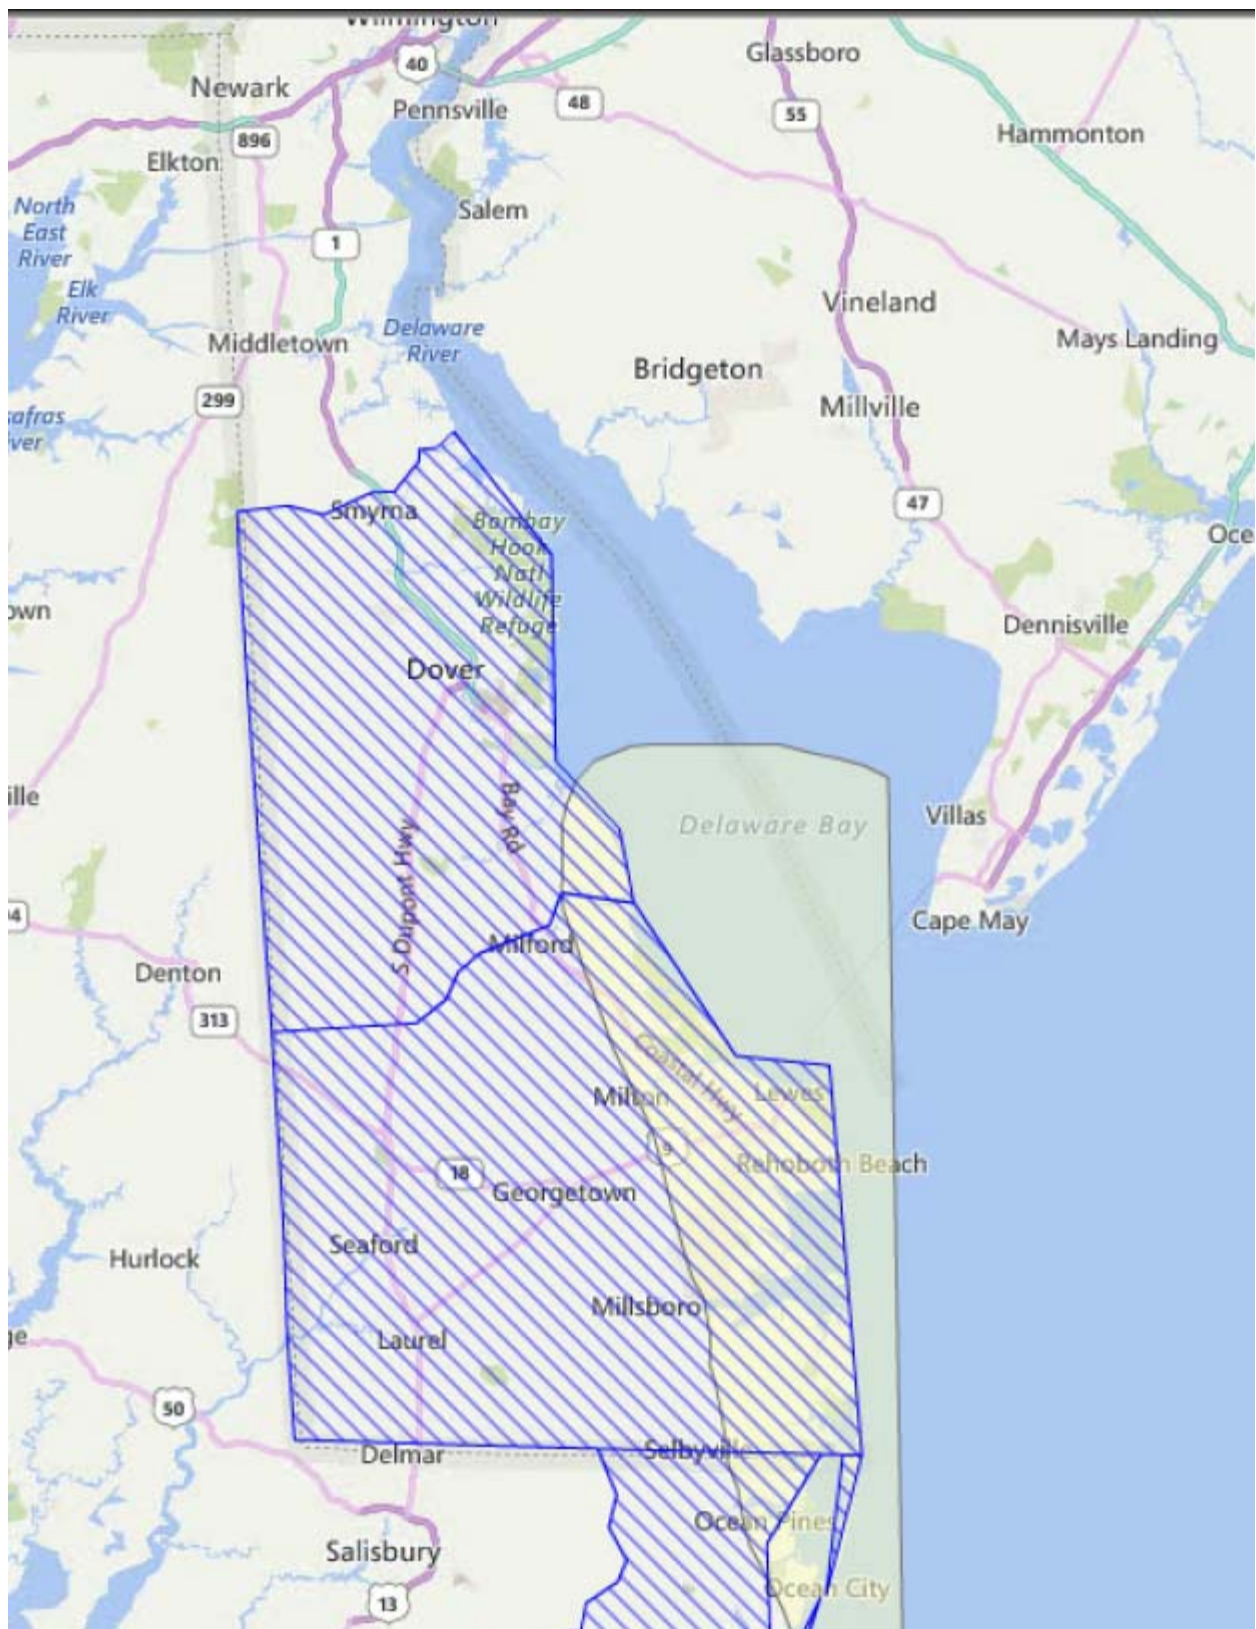 Wilmington
40
Glassboro
Newark
Pennsville
48
55
Hammonton
896
Elkton
North
East
River
Salem
1
Elk
River
Vineland
Delaware
River
Middletown
Mays Landing
Bridgeton
299
Millville
Smyrna
47
Bombay
Hook
Natl
Wildlife
Refuge
Dennisville
Dover
Bay Rd
Villas
Delaware Bay
S Dupont Hwy
Cape May
Milford
Denton
313
Coastal Hwy
Milton
Lewes
9
Rehoboth Beach
18
Georgetown
Seaford
Hurlock
Millsboro
Laurel
50
Delmar
Selbyville
Ocean Pines
Salisbury
Ocean City
13